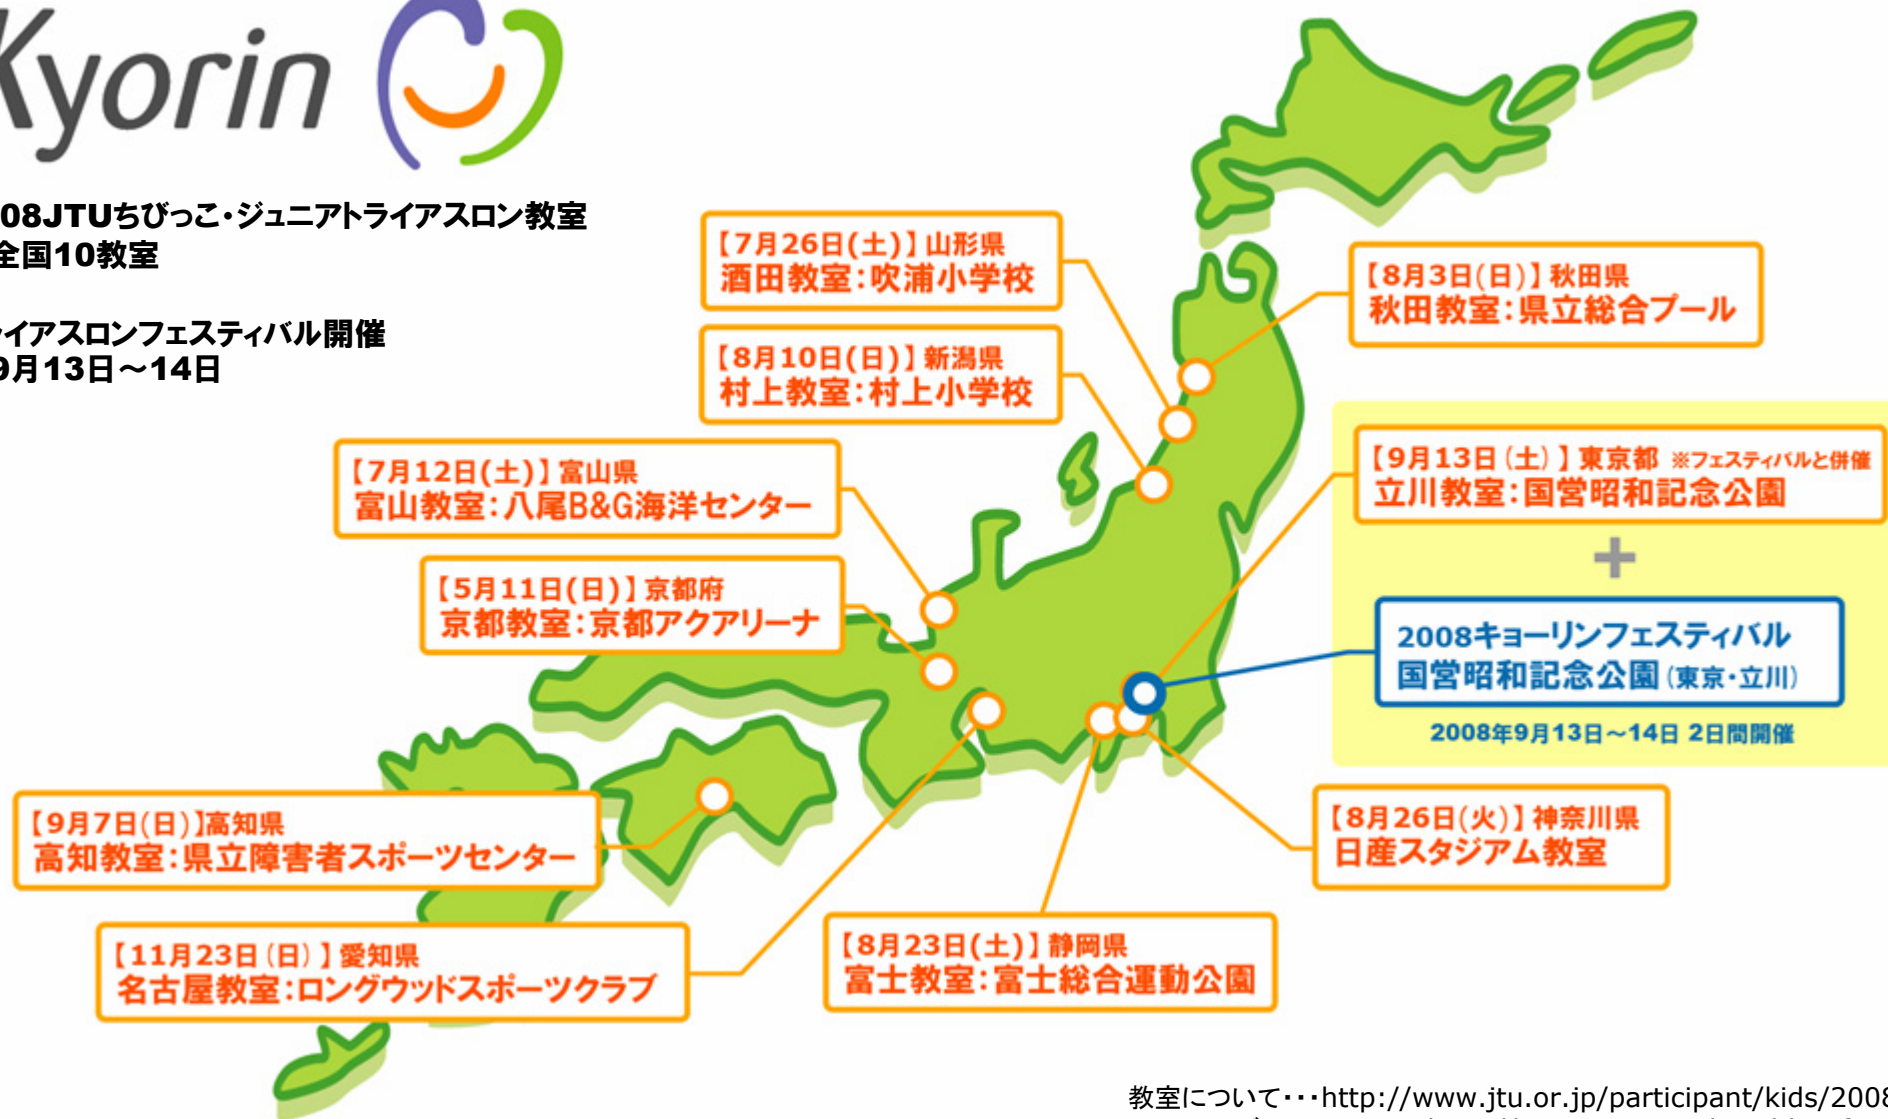 Kyorin
08JTUちびっこ・ジュニアトライアスロン教室
全国10教室
イアスロンフェスティバル開催
9月13日～14日
【7月26日(土)】山形県
酒田教室：吹浦小学校
【8月3日(日)】秋田県
秋田教室：県立総合プール
【8月10日(日)】新潟県
村上教室：村上小学校
【7月12日(土)】富山県
富山教室：八尾B&G海洋センター
【9月13日（土）】東京都 ※フェスティバルと併催
立川教室：国営昭和記念公園
+
【5月11日(日)】京都府
京都教室：京都アクアリーナ
2008キョーリンフェスティバル
国営昭和記念公園（東京・立川）
2008年9月13日～14日 2日間開催
【9月7日(日)】高知県
高知教室：県立障害者スポーツセンター
【8月26日(火)】神奈川県
日産スタジアム教室
【11月23日（日）】愛知県
名古屋教室：ロングウッドスポーツクラブ
【8月23日(土)】静岡県
富士教室：富士総合運動公園
教室について・・・http://www.jtu.or.jp/participant/kids/2008